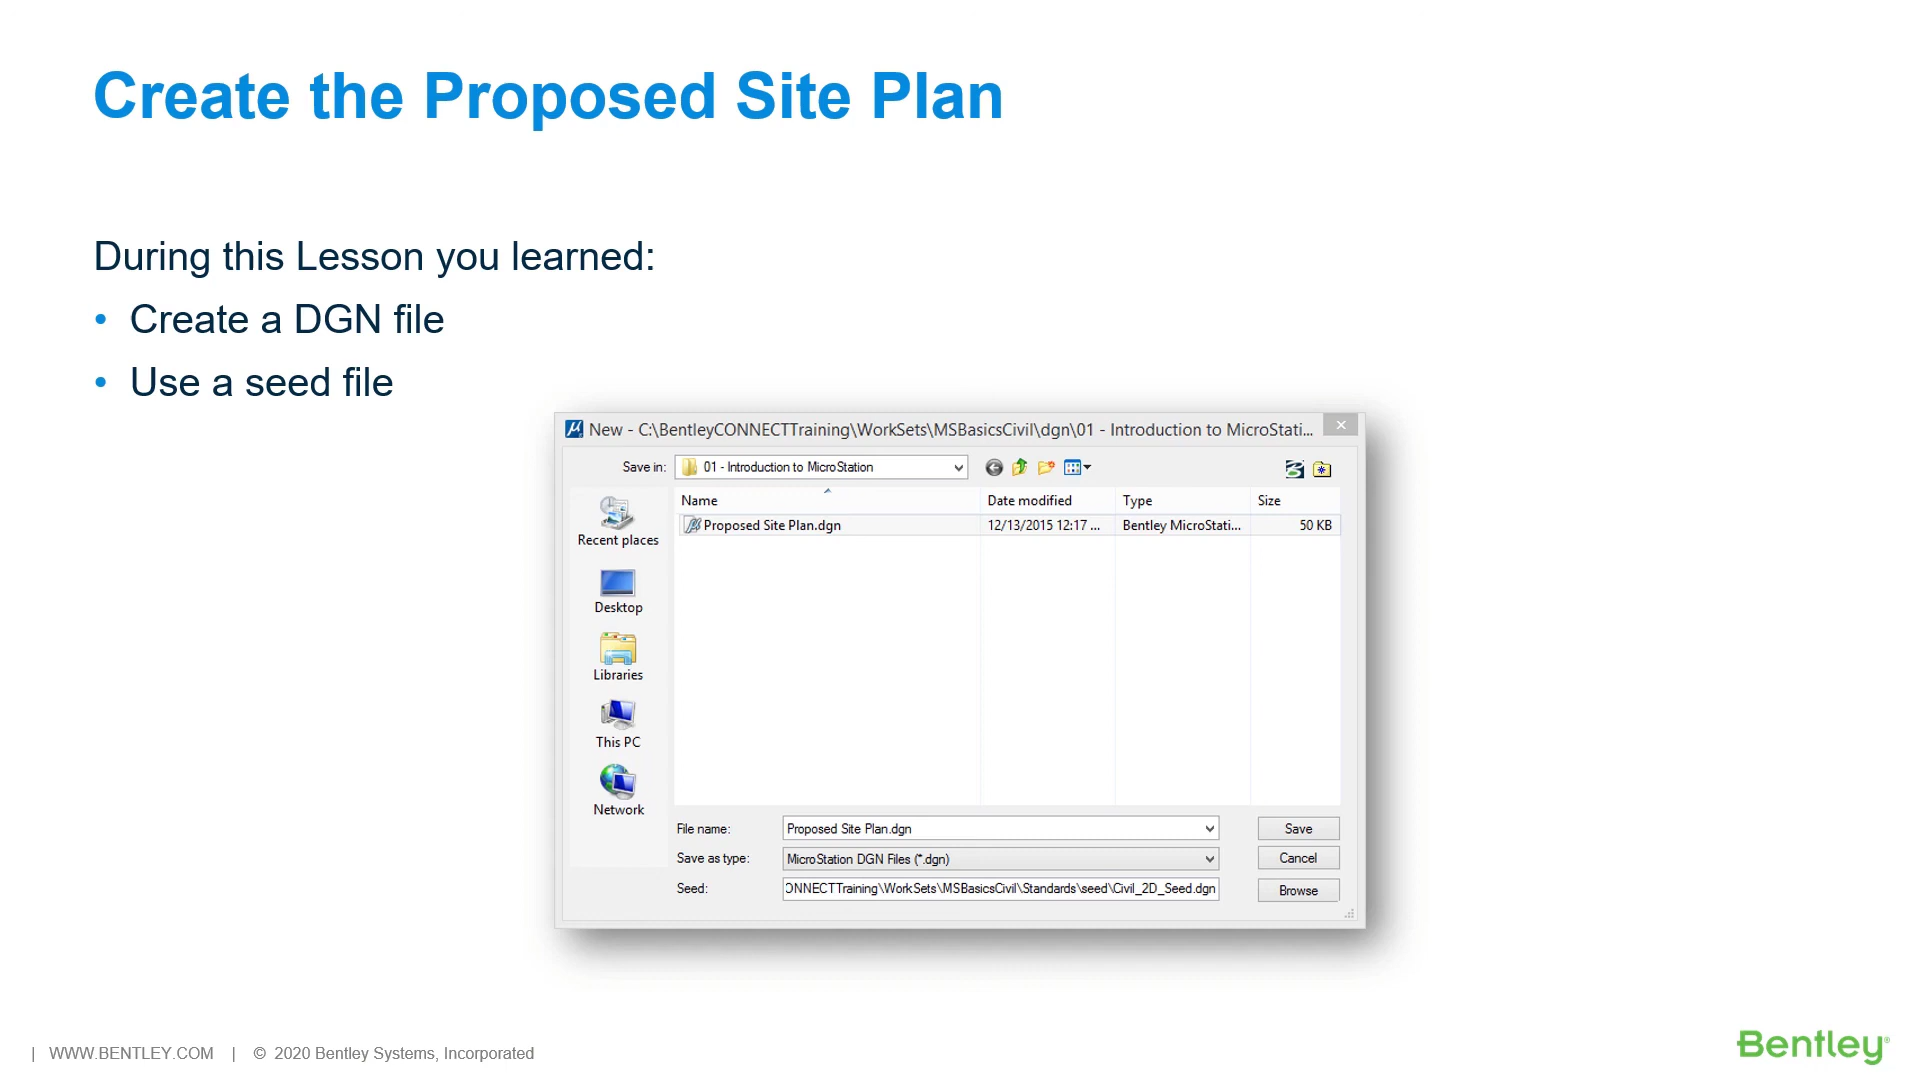 Create the Proposed Site Plan
During this Lesson you learned:
• Create a DGN file
• Use a seed file
New - C:\BentleyCONNECTTraining\WorkSets\MSBasicsCivil\dgn\01 - Introduction to MicroStati...
Save in: 01 - Introduction to MicroStation
Name Date modified Type Size
Proposed Site Plan.dgn 12/13/2015 12:17 ... Bentley MicroStati... 50 KB
Recent places
Desktop
Libraries
This PC
Network
File name: Proposed Site Plan.dgn Save
Save as type: MicroStation DGN Files (*.dgn) Cancel
Seed: ONNECTTraining\WorkSets\MSBasicsCivil\Standards\seed\Civil_2D_Seed.dgn Browse
| WWW.BENTLEY.COM | © 2020 Bentley Systems, Incorporated
Bentley®